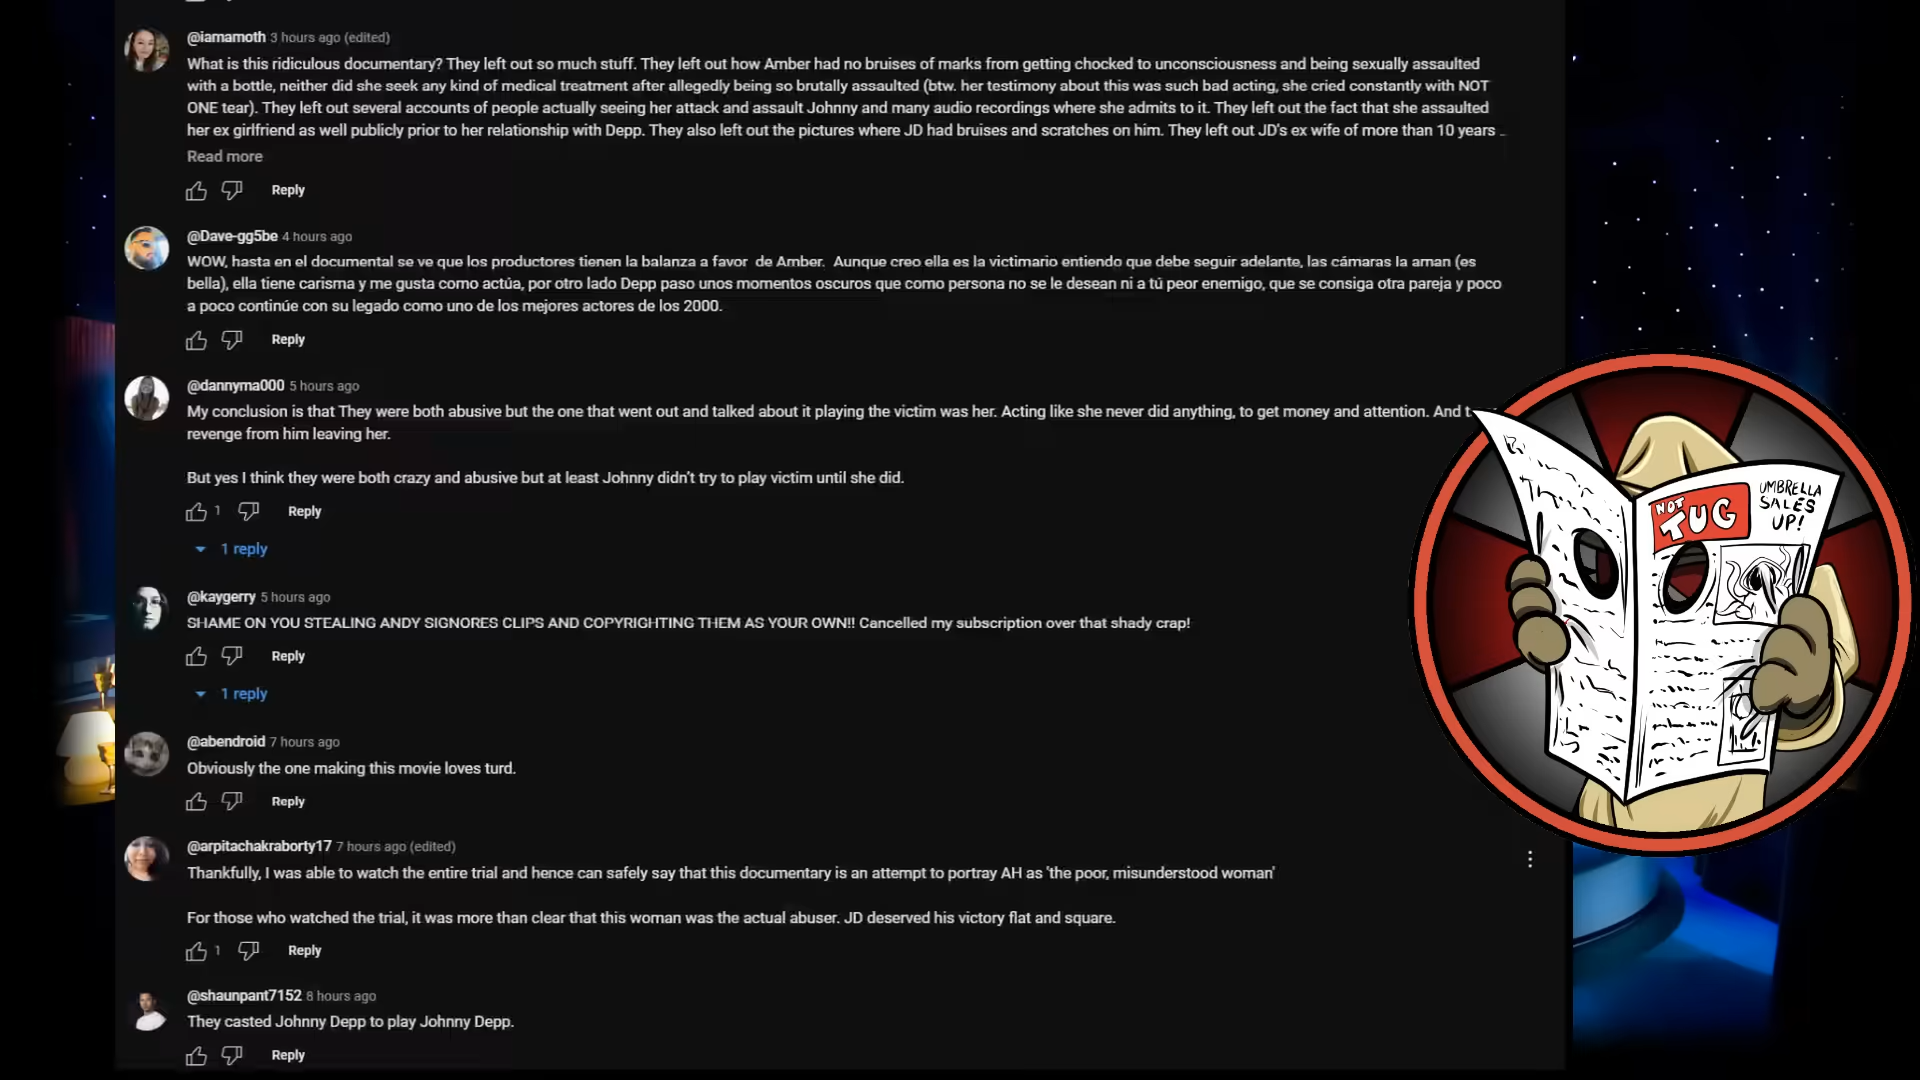 @iamamoth 3 hours ago (edited)
What is this ridiculous documentary? They left out so much stuff. They left out how Amber had no bruises of marks from getting chocked to unconsciousness and being sexually assaulted
with a bottle, neither did she seek any kind of medical treatment after allegedly being so brutally assaulted (btw. her testimony about this was such bad acting, she cried constantly with NOT
ONE tear). They left out several accounts of people actually seeing her attack and assault Johnny and many audio recordings where she admits to it. They left out the fact that she assaulted
her ex girlfriend as well publicly prior to her relationship with Depp. They also left out the pictures where JD had bruises and scratches on him. They left out JD's ex wife of more than 10 years ..
Read more
Reply
@Dave-gg5be 4 hours ago
WOW, hasta en el documental se ve que los productores tienen la balanza a favor de Amber. Aunque creo ella es la victimario entiendo que debe seguir adelante, las cámaras la aman (es
bella), ella tiene carisma y me gusta como actúa, por otro lado Depp paso unos momentos oscuros que como persona no se le desean ni a tú peor enemigo, que se consiga otra pareja y poco
a poco continúe con su legado como uno de los mejores actores de los 2000.
Reply
@dannyma000 5 hours ago
My conclusion is that They were both abusive but the one that went out and talked about it playing the victim was her. Acting like she never did anything, to get money and attention. And
revenge from him leaving her.
But yes I think they were both crazy and abusive but at least Johnny didn't try to play victim until she did.
1 Reply
1 reply
@kaygerry 5 hours ago
SHAME ON YOU STEALING ANDY SIGNORES CLIPS AND COPYRIGHTING THEM AS YOUR OWN!! Cancelled my subscription over that shady crap!
Reply
1 reply
@abendroid 7 hours ago
Obviously the one making this movie loves turd.
Reply
@arpitachakraborty17 7 hours ago (edited)
Thankfully, I was able to watch the entire trial and hence can safely say that this documentary is an attempt to portray AH as 'the poor, misunderstood woman'
For those who watched the trial, it was more than clear that this woman was the actual abuser. JD deserved his victory flat and square.
1 Reply
@shaunpant7152 8 hours ago
They casted Johnny Depp to play Johnny Depp.
Reply
NOT
TUG
UMBRELLA
SALES
UP!